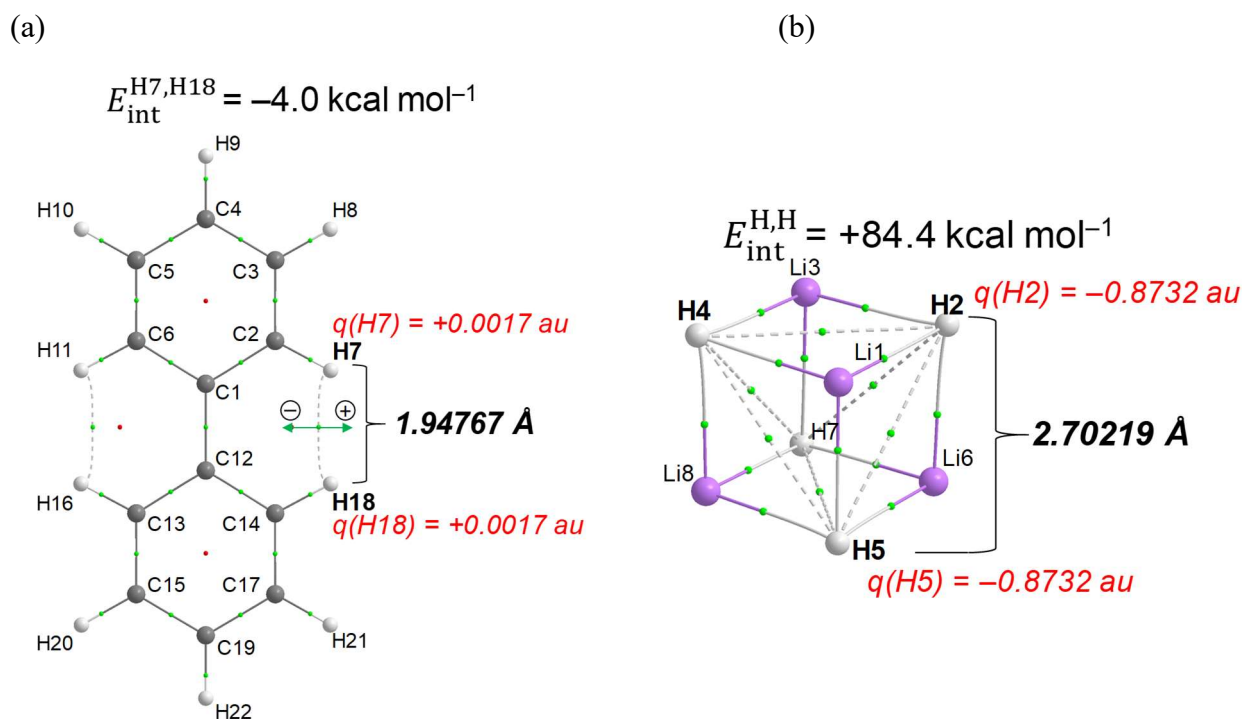 (a)
(b)
E_int^H7,H18 = –4.0 kcal mol⁻¹
H9
C4
H10
H8
C5
C3
C6
C2
q(H7) = +0.0017 au
H11
H7
C1
⊖ ⊕
1.94767 Å
C12
H16
H18
C13
C14
q(H18) = +0.0017 au
C15
C17
H20
C19
H21
H22
E_int^H,H = +84.4 kcal mol⁻¹
Li3
q(H2) = –0.8732 au
H4
H2
Li1
2.70219 Å
H7
Li8
Li6
H5
q(H5) = –0.8732 au